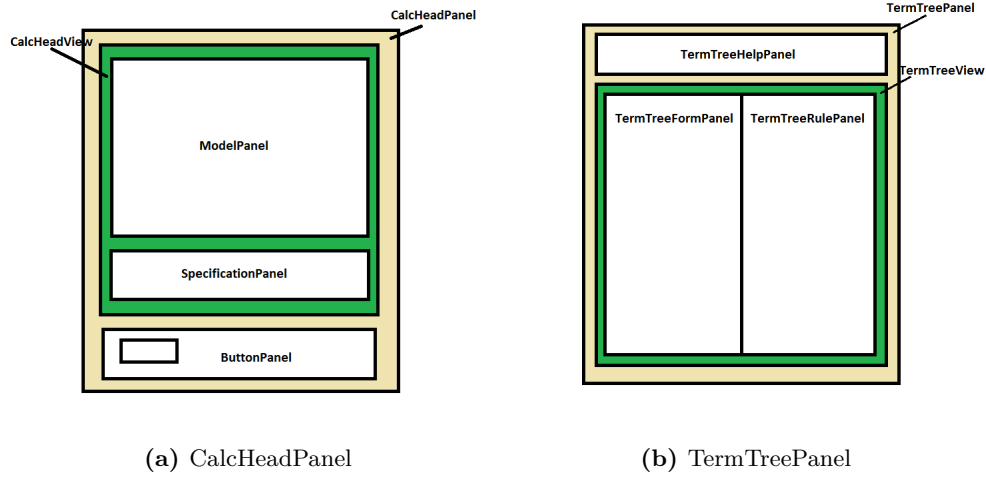 CalcHeadPanel
CalcHeadView
ModelPanel
SpecificationPanel
ButtonPanel
(a) CalcHeadPanel
TermTreePanel
TermTreeHelpPanel
TermTreeView
TermTreeFormPanel
TermTreeRulePanel
(b) TermTreePanel